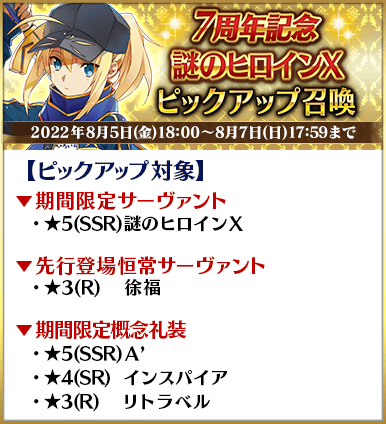 7周年記念
謎のヒロインX
ピックアップ召喚
2022年8月5日(金)18:00～8月7日(日)17:59まで
【ピックアップ対象】
▼期間限定サーヴァント
・★5(SSR)謎のヒロインX
▼先行登場恒常サーヴァント
・★3(R) 徐福
▼期間限定概念礼装
・★5(SSR) A’
・★4(SR) インスパイア
・★3(R) リトラベル